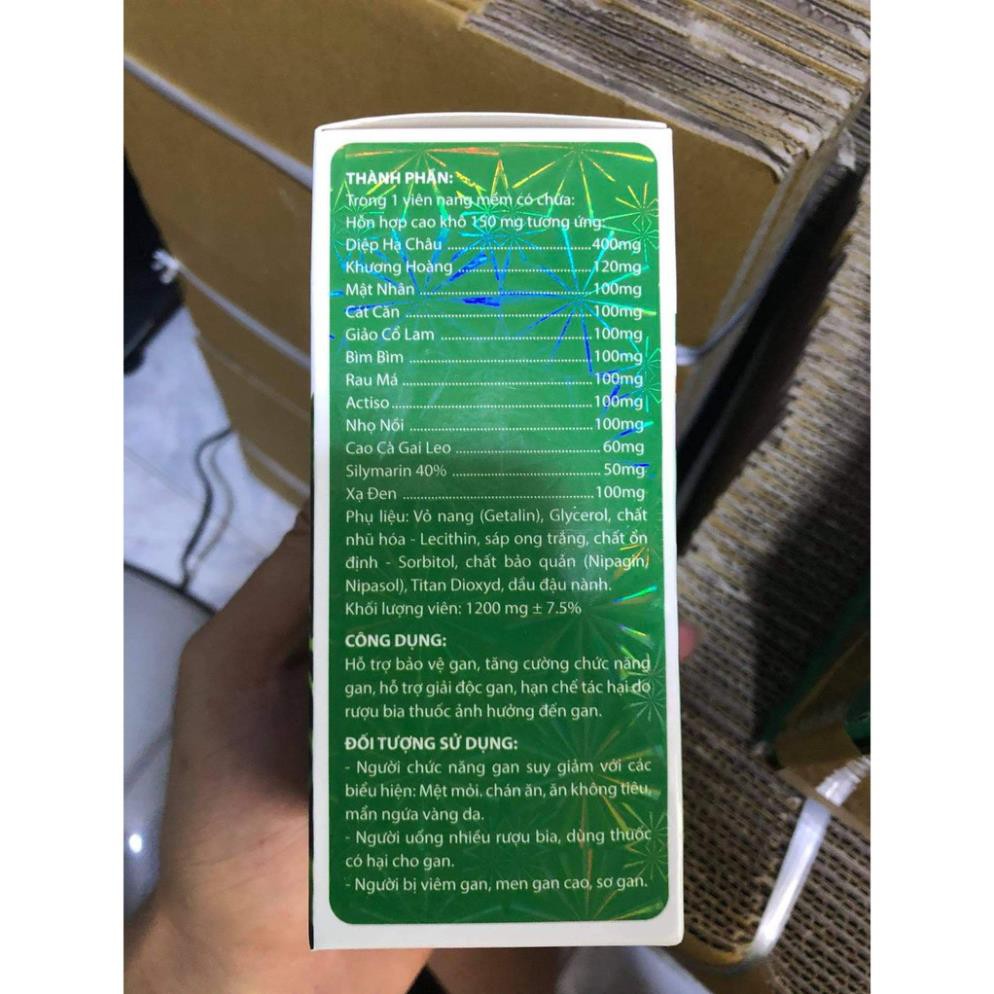 THÀNH PHẦN:
Trong 1 viên nang mềm có chứa:
Hỗn hợp cao khô 150 mg tương ứng:
Diệp Hạ Châu ........................................400mg
Khương Hoàng ......................................120mg
Mật Nhân ................................................100mg
Cát Căn ....................................................100mg
Giảo Cổ Lam ...........................................100mg
Bìm Bìm ...................................................100mg
Rau Má .....................................................100mg
Actiso ........................................................100mg
Nhọ Nồi ...................................................100mg
Cao Cà Gai Leo ........................................ 60mg
Silymarin 40% ......................................... 50mg
Xạ Đen .....................................................100mg
Phụ liệu: Vỏ nang (Getalin), Glycerol, chất
nhũ hóa - Lecithin, sáp ong trắng, chất ổn
định - Sorbitol, chất bảo quản (Nipagin,
Nipasol), Titan Dioxyd, dầu đậu nành.
Khối lượng viên: 1200 mg ± 7.5%
CÔNG DỤNG:
Hỗ trợ bảo vệ gan, tăng cường chức năng
gan, hỗ trợ giải độc gan, hạn chế tác hại do
rượu bia thuốc ảnh hưởng đến gan.
ĐỐI TƯỢNG SỬ DỤNG:
- Người chức năng gan suy giảm với các
biểu hiện: Mệt mỏi. chán ăn, ăn không tiêu,
mẩn ngứa vàng da.
- Người uống nhiều rượu bia, dùng thuốc
có hại cho gan.
- Người bị viêm gan, men gan cao, sơ gan.